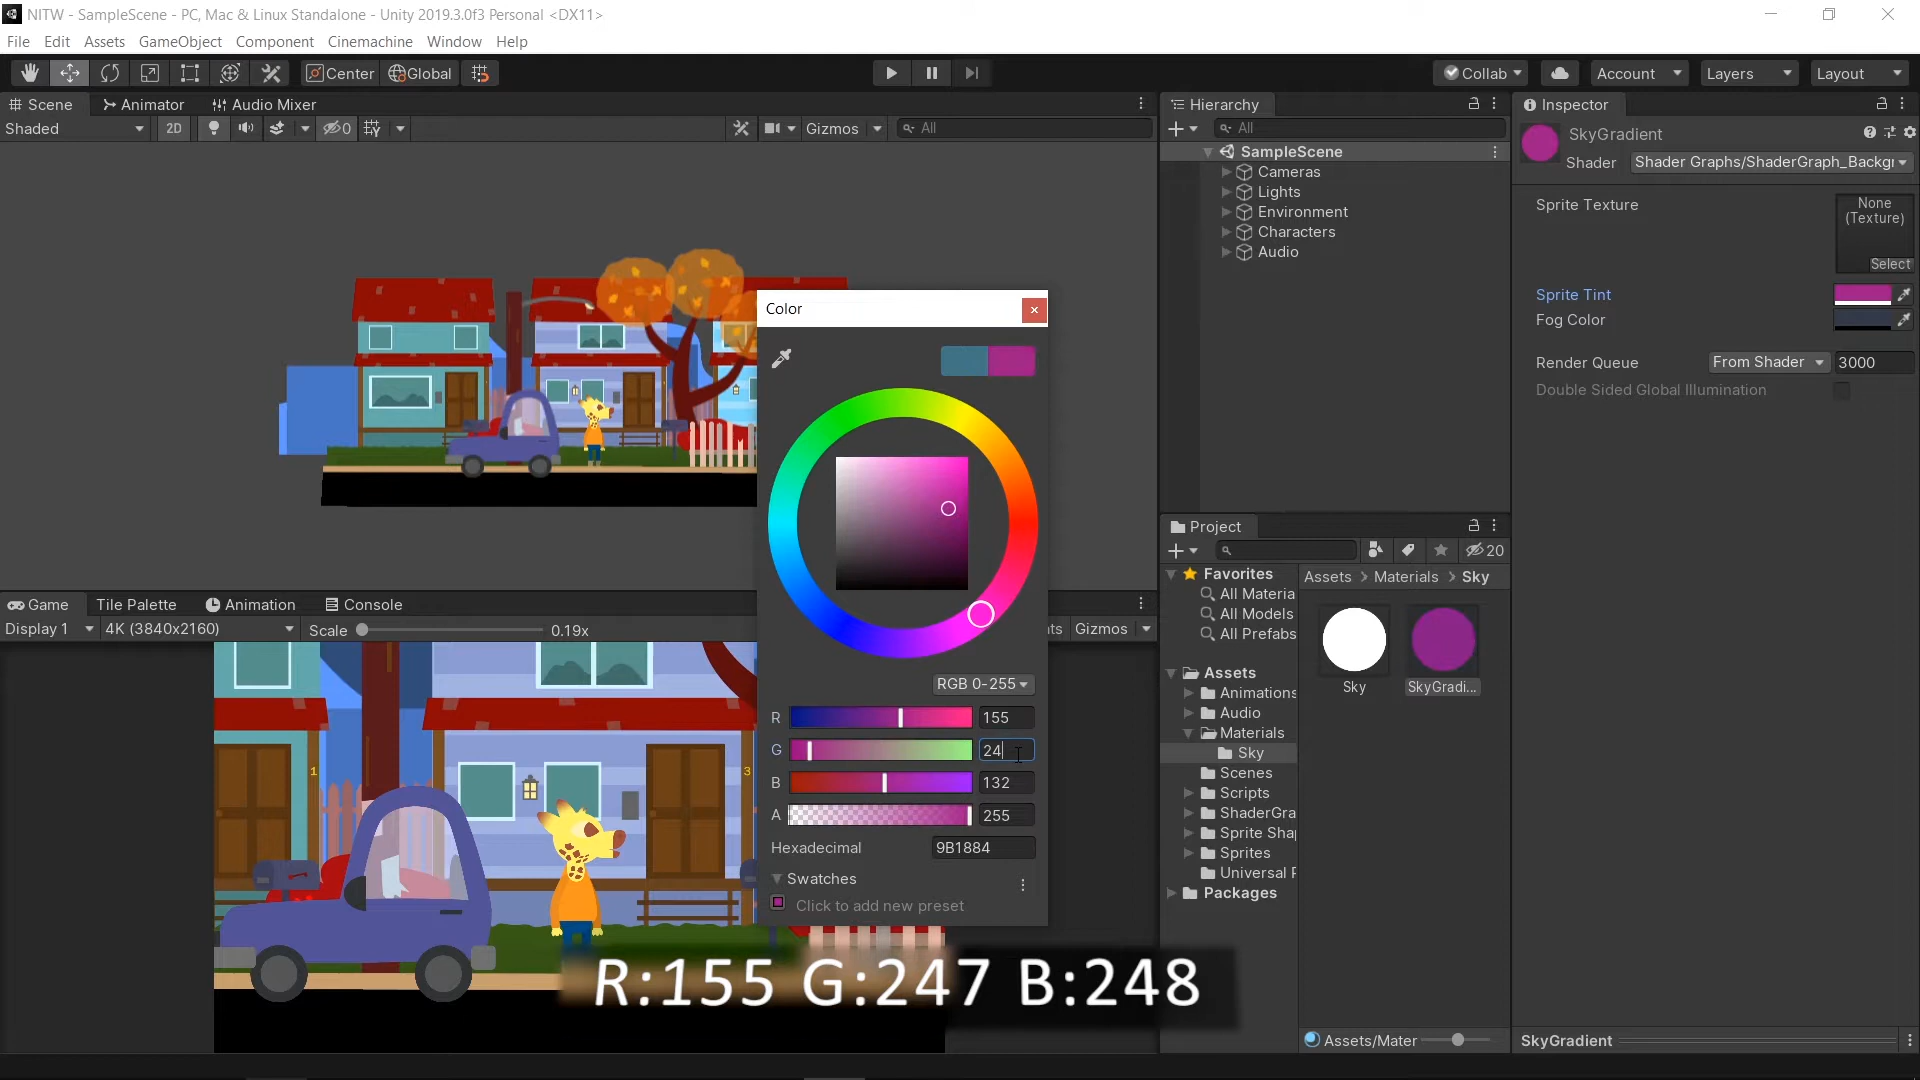 NITW - SampleScene - PC, Mac & Linux Standalone - Unity 2019.3.0f3 Personal <DX11>
File Edit Assets GameObject Component Cinemachine Window Help
Center Global Collab Account Layers Layout
Scene Animator Audio Mixer
Shaded 2D 0 Gizmos All
Hierarchy
All
SampleScene
Cameras
Lights
Environment
Characters
Audio
Inspector
SkyGradient
Shader Shader Graphs/ShaderGraph_Backgr
Sprite Texture
None
(Texture)
Select
Sprite Tint
Fog Color
Render Queue From Shader 3000
Double Sided Global Illumination
Color
RGB 0-255
R 155
G 24
B 132
A 255
Hexadecimal 9B1884
Swatches
Click to add new preset
Game Tile Palette Animation Console
Display 1 4K (3840x2160) Scale 0.19x nts Gizmos
1
3
R:155 G:247 B:248
Project
20
Favorites
All Materia
All Models
All Prefabs
Assets
Animations
Audio
Materials
Sky
Scenes
Scripts
ShaderGra
Sprite Sha
Sprites
Universal F
Packages
Assets > Materials > Sky
Sky
SkyGradi...
Assets/Mater
SkyGradient